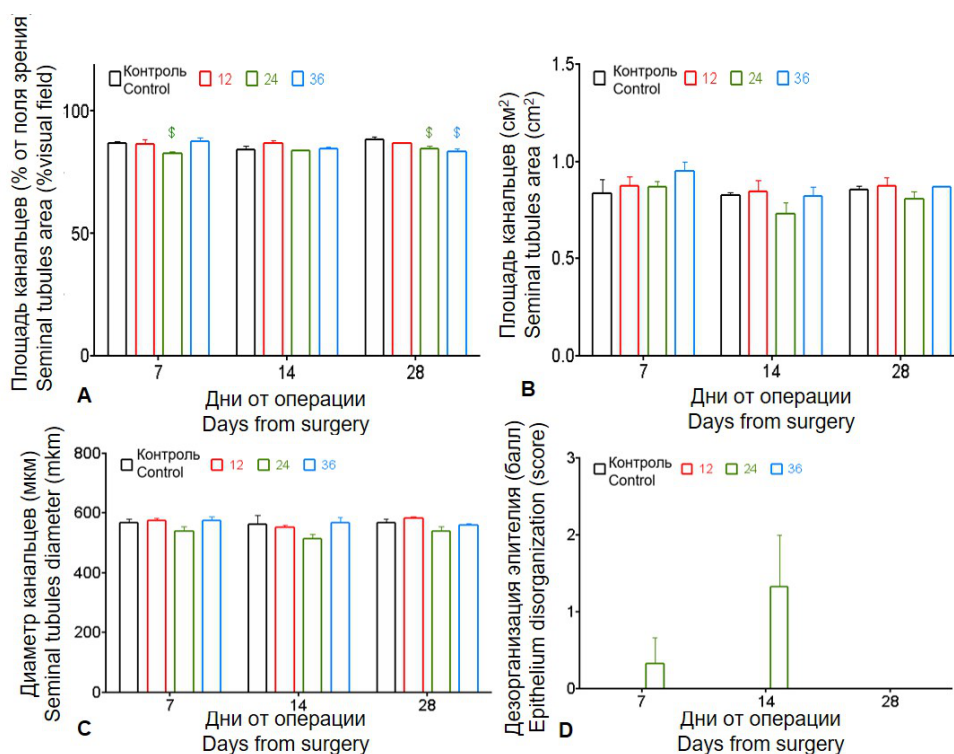 A
Площадь канальцев (% от поля зрения)
Seminal tubules area (%visual field)
Контроль
Control
12
24
36
100
50
0
$
$
$
7
14
28
Дни от операции
Days from surgery
B
Площадь канальцев (см²)
Seminal tubules area (cm²)
Контроль
Control
12
24
36
1.5
1.0
0.5
0.0
7
14
28
Дни от операции
Days from surgery
Диаметр канальцев (мкм)
Seminal tubules diameter (mkm)
800
600
400
200
0
Контроль
Control
12
24
36
7
14
28
C
Дни от операции
Days from surgery
Дезорганизация эпителия (балл)
Epithelium disorganization (score)
3
2
1
0
Контроль
Control
12
24
36
7
14
28
D
Дни от операции
Days from surgery